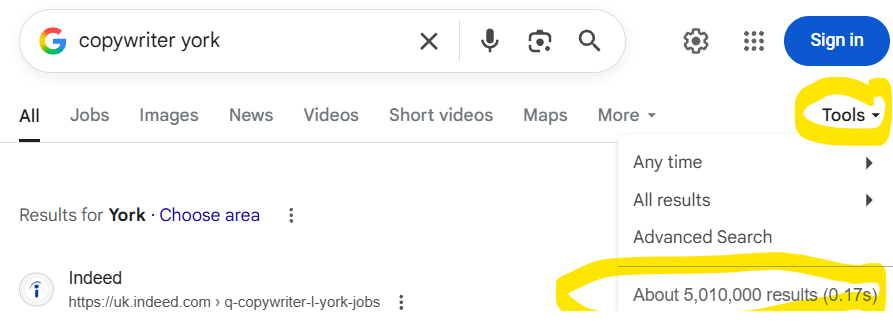 copywriter york
Sign in
All Jobs Images News Videos Short videos Maps More Tools
Any time
All results
Results for York · Choose area
Advanced Search
Indeed
https://uk.indeed.com › q-copywriter-l-york-jobs
About 5,010,000 results (0.17s)